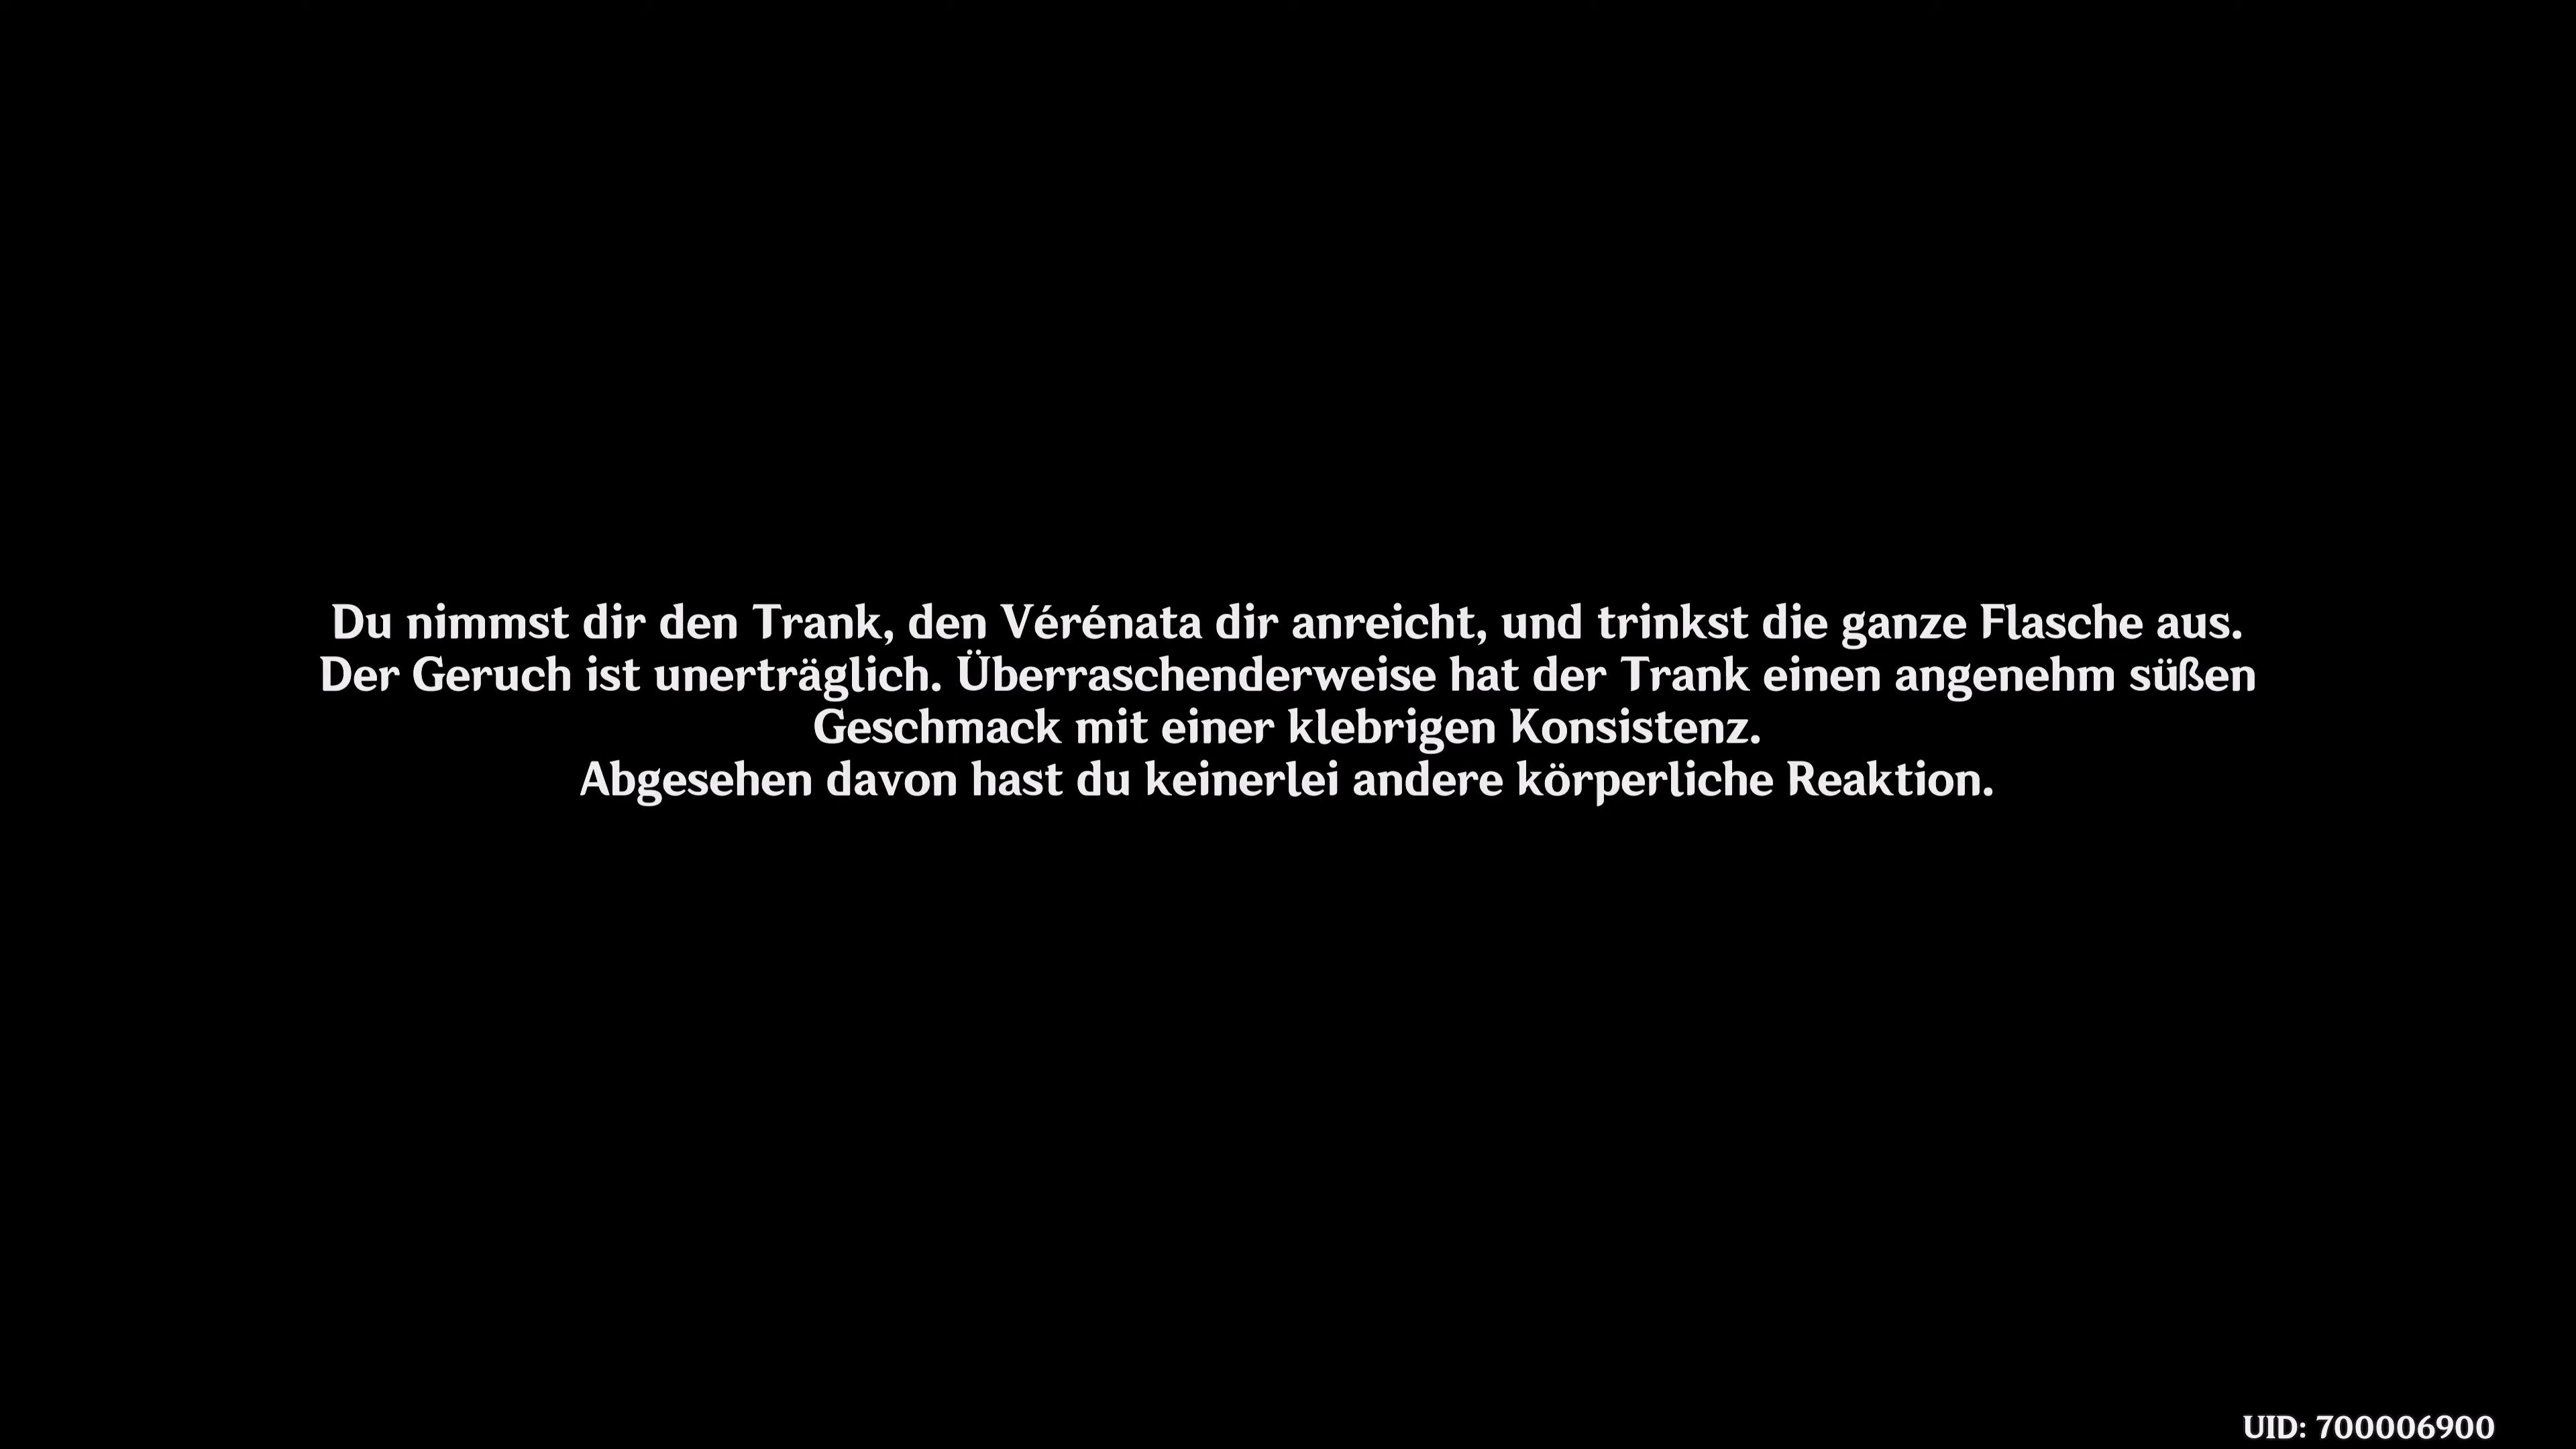 Du nimmst dir den Trank, den Vérénata dir anreicht, und trinkst die ganze Flasche aus.
Der Geruch ist unerträglich. Überraschenderweise hat der Trank einen angenehm süßen
Geschmack mit einer klebrigen Konsistenz.
Abgesehen davon hast du keinerlei andere körperliche Reaktion.
UID: 700006900